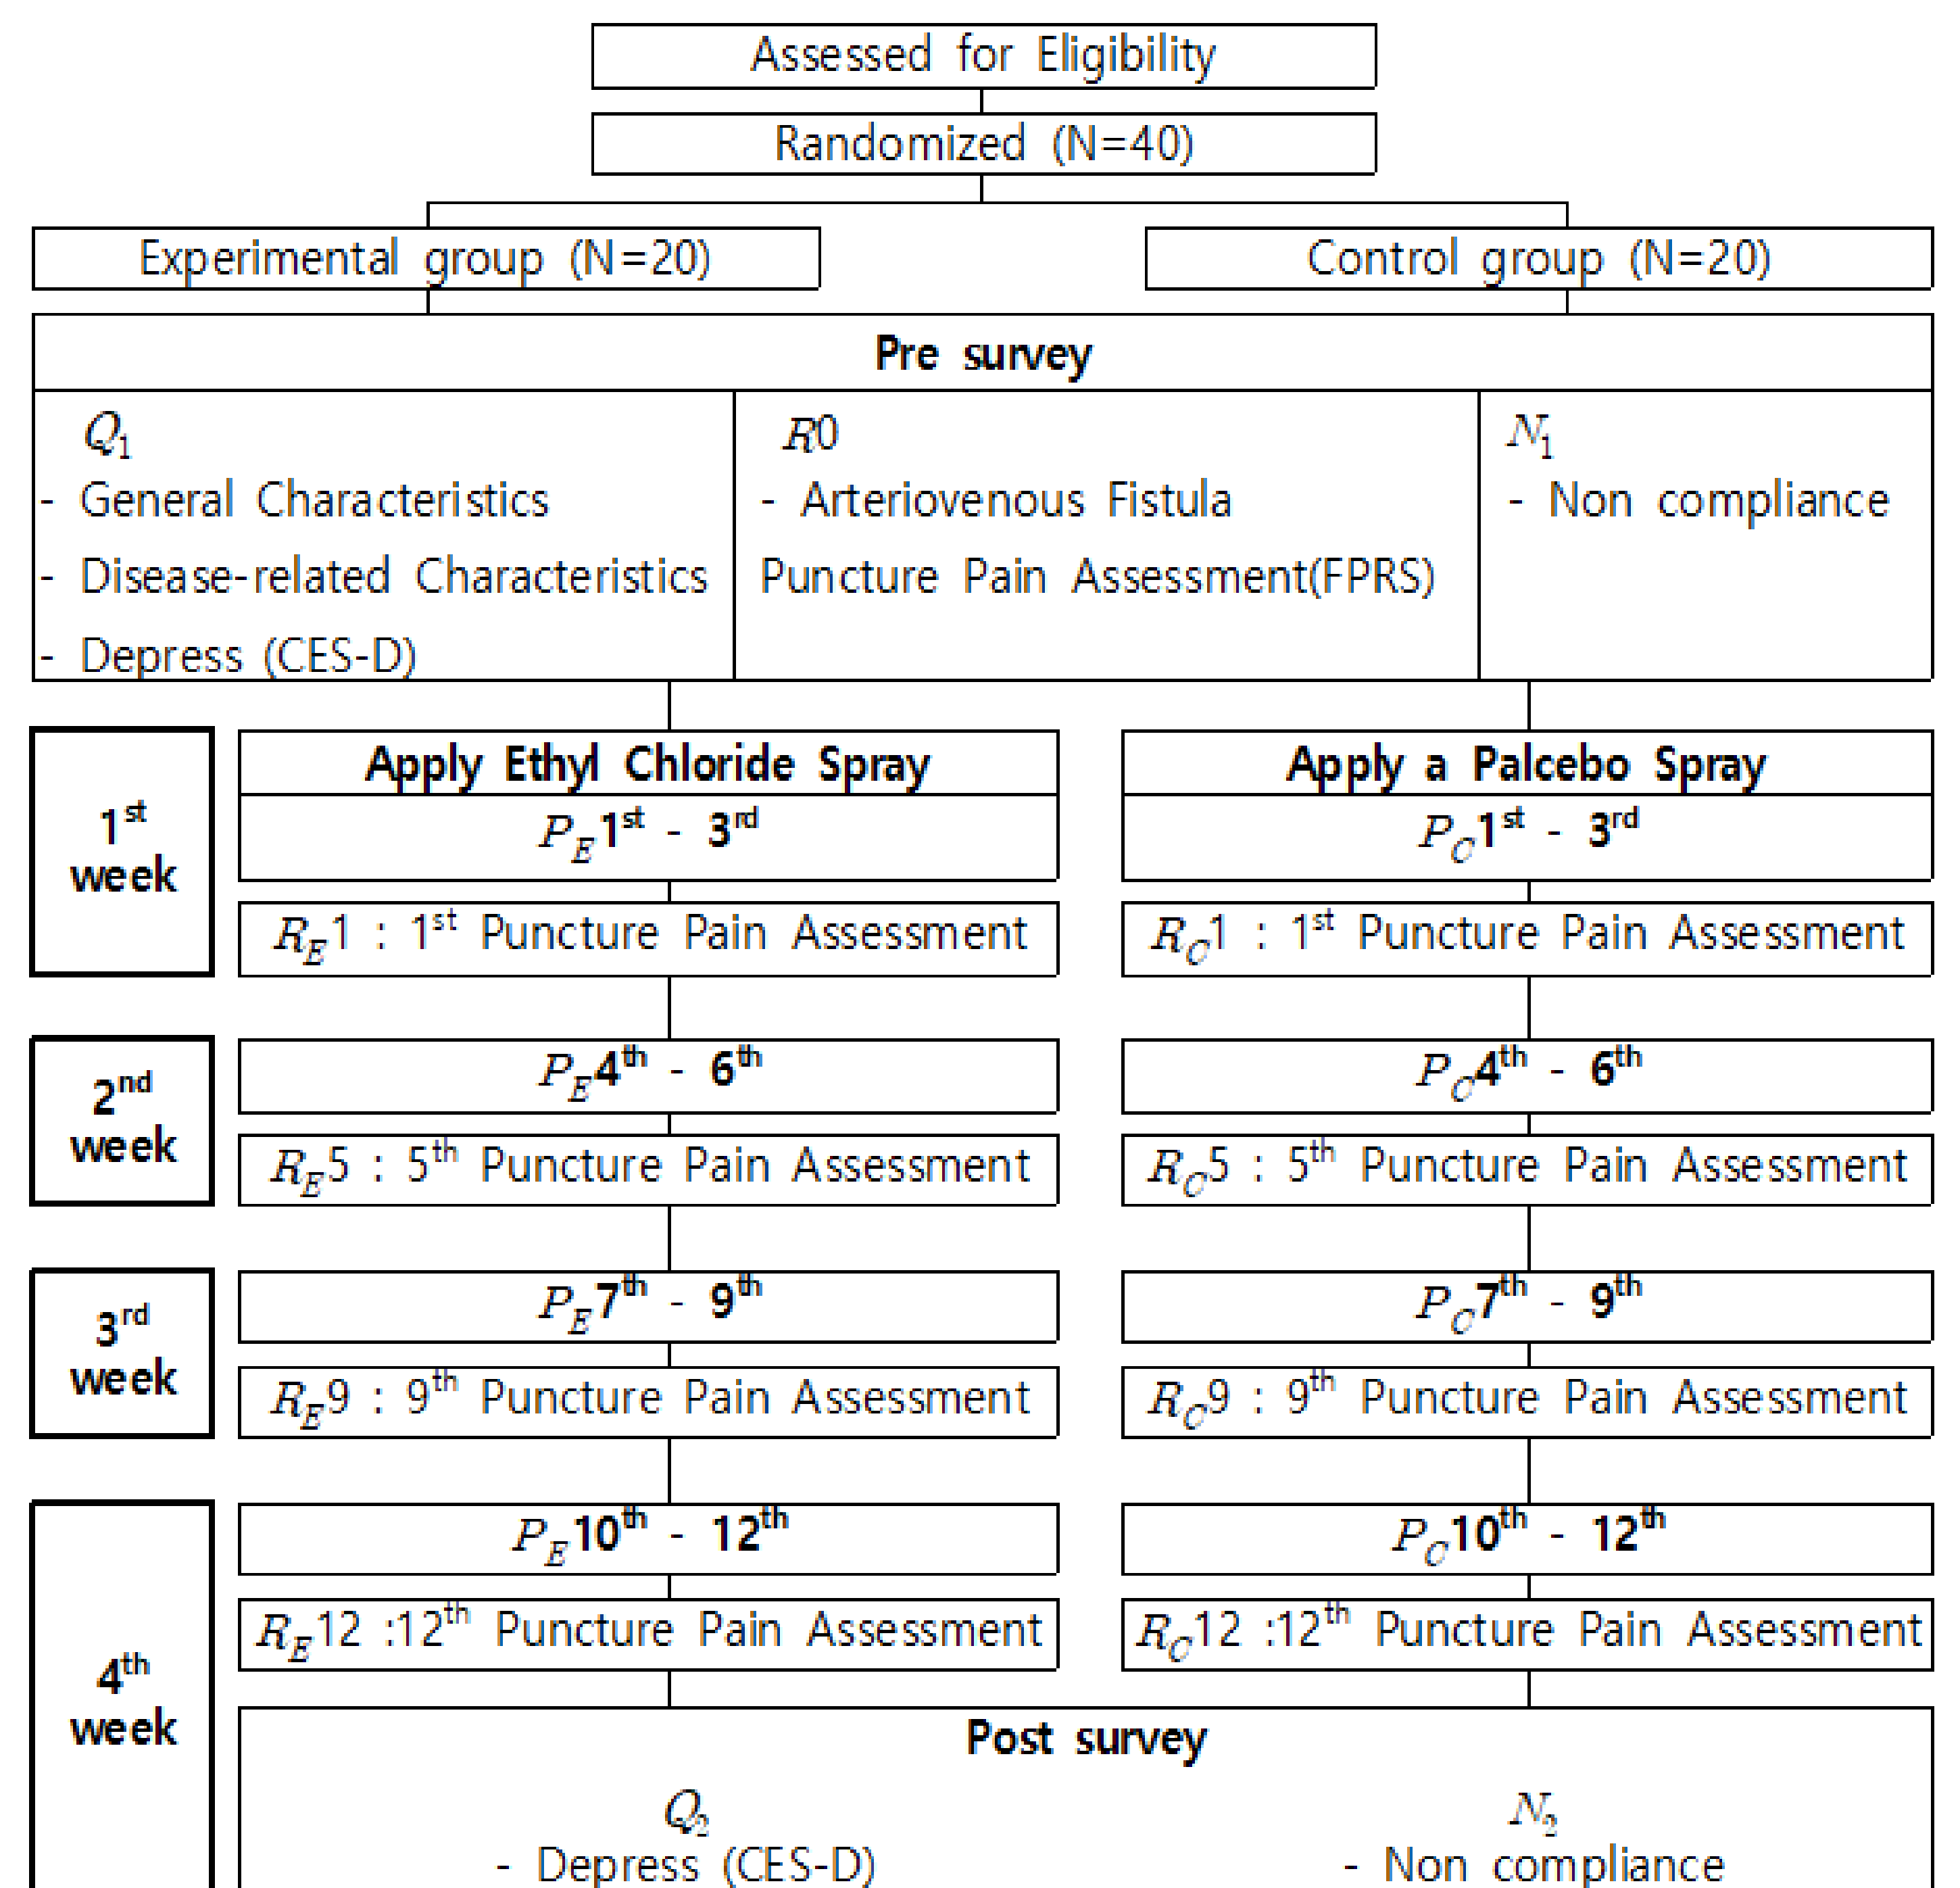 Assessed for Eligibility
Randomized (N=40)
Experimental group (N=20)
Control group (N=20)
Pre survey
Q1
- General Characteristics
- Disease-related Characteristics
- Depress (CES-D)
R0
- Arteriovenous Fistula
Puncture Pain Assessment(FPRS)
N1
- Non compliance
1st
week
Apply Ethyl Chloride Spray
PE1st - 3rd
RE1 : 1st Puncture Pain Assessment
Apply a Palcebo Spray
PC1st - 3rd
RC1 : 1st Puncture Pain Assessment
2nd
week
PE4th - 6th
RE5 : 5th Puncture Pain Assessment
PC4th - 6th
RC5 : 5th Puncture Pain Assessment
3rd
week
PE7th - 9th
RE9 : 9th Puncture Pain Assessment
PC7th - 9th
RC9 : 9th Puncture Pain Assessment
4th
week
PE10th - 12th
RE12 :12th Puncture Pain Assessment
PC10th - 12th
RC12 :12th Puncture Pain Assessment
Post survey
Q2
- Depress (CES-D)
N2
- Non compliance